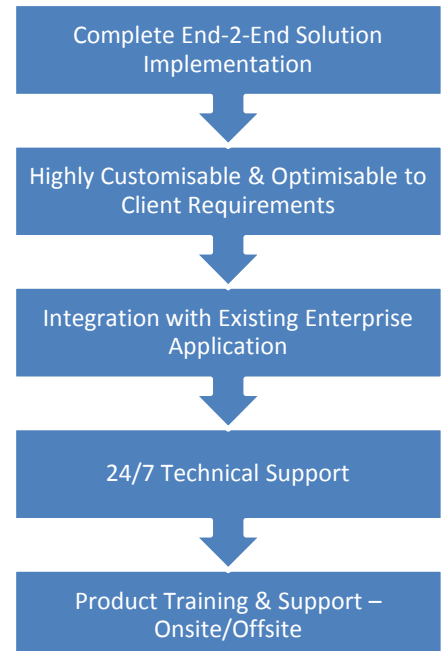 Complete End-2-End Solution
Implementation
Highly Customisable & Optimisable to
Client Requirements
Integration with Existing Enterprise
Application
24/7 Technical Support
Product Training & Support –
Onsite/Offsite